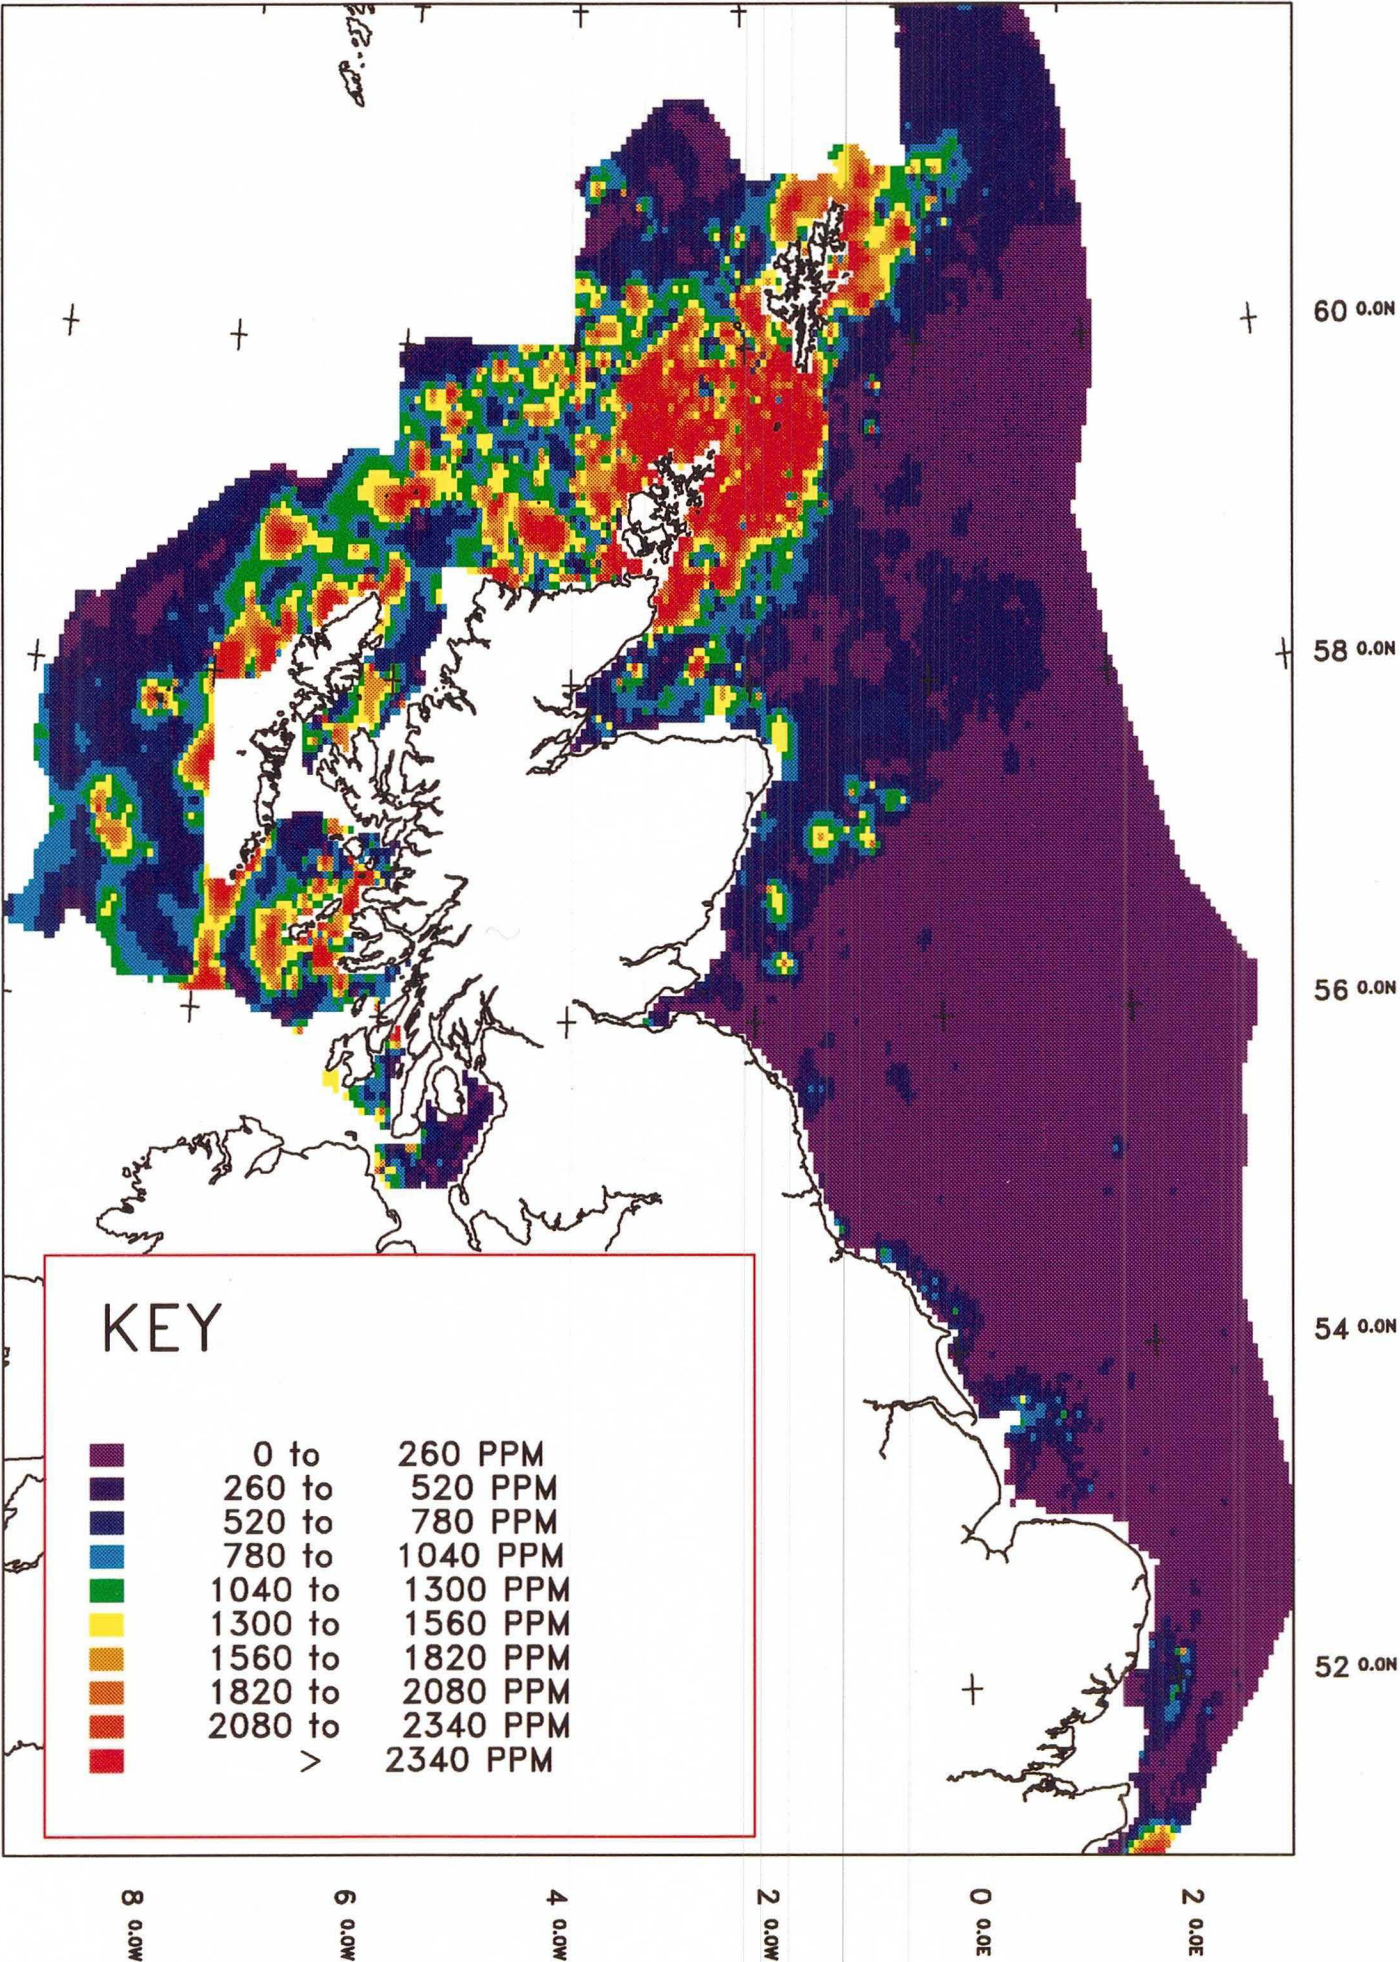 60 0.0N
58 0.0N
56 0.0N
54 0.0N
52 0.0N
KEY
0 to 260 PPM
260 to 520 PPM
520 to 780 PPM
780 to 1040 PPM
1040 to 1300 PPM
1300 to 1560 PPM
1560 to 1820 PPM
1820 to 2080 PPM
2080 to 2340 PPM
> 2340 PPM
8 0.0W
6 0.0W
4 0.0W
2 0.0W
0 0.0E
2 0.0E